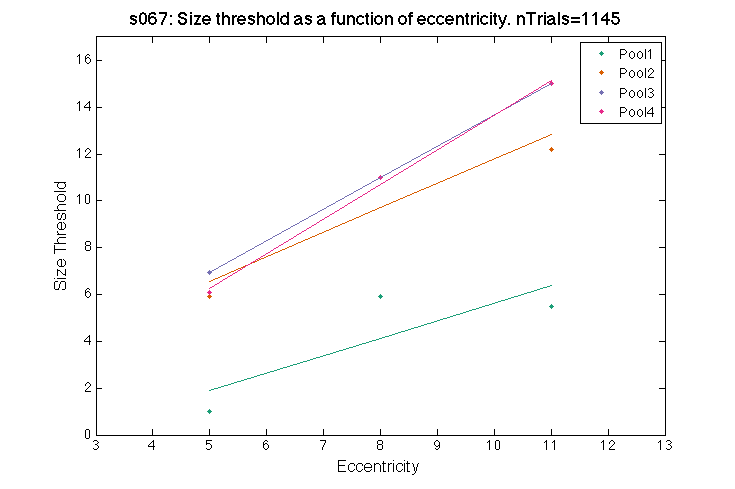 s067: Size threshold as a function of eccentricity. nTrials=1145
16
14
12
10
8
6
4
2
0
Size Threshold
3 4 5 6 7 8 9 10 11 12 13
Eccentricity
Pool1
Pool2
Pool3
Pool4